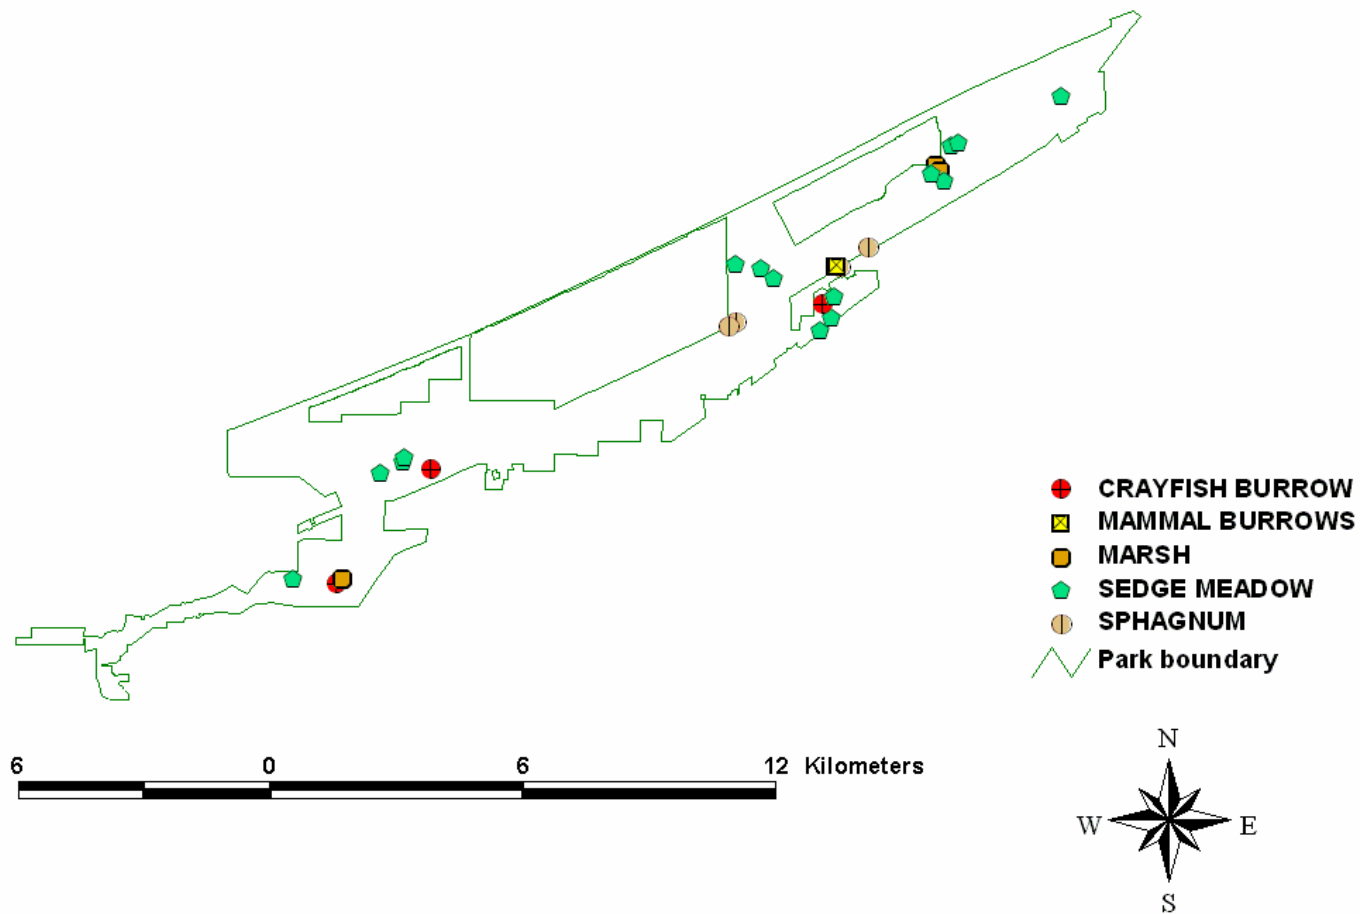 CRAYFISH BURROW
MAMMAL BURROWS
MARSH
SEDGE MEADOW
SPHAGNUM
Park boundary
6 0 6 12 Kilometers
N
W E
S